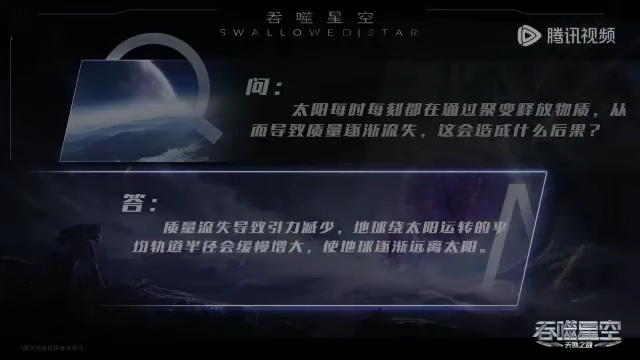 吞噬星空
SWALLOWED|STAR
腾讯视频
问：
太阳每时每刻都在通过聚变释放物质，从
而导致质量逐渐流失，这会造成什么后果？
答：
质量流失导致引力减少，地球绕太阳运转的平
均轨道半径会缓慢增大，使地球逐渐远离太阳。
吞噬星空